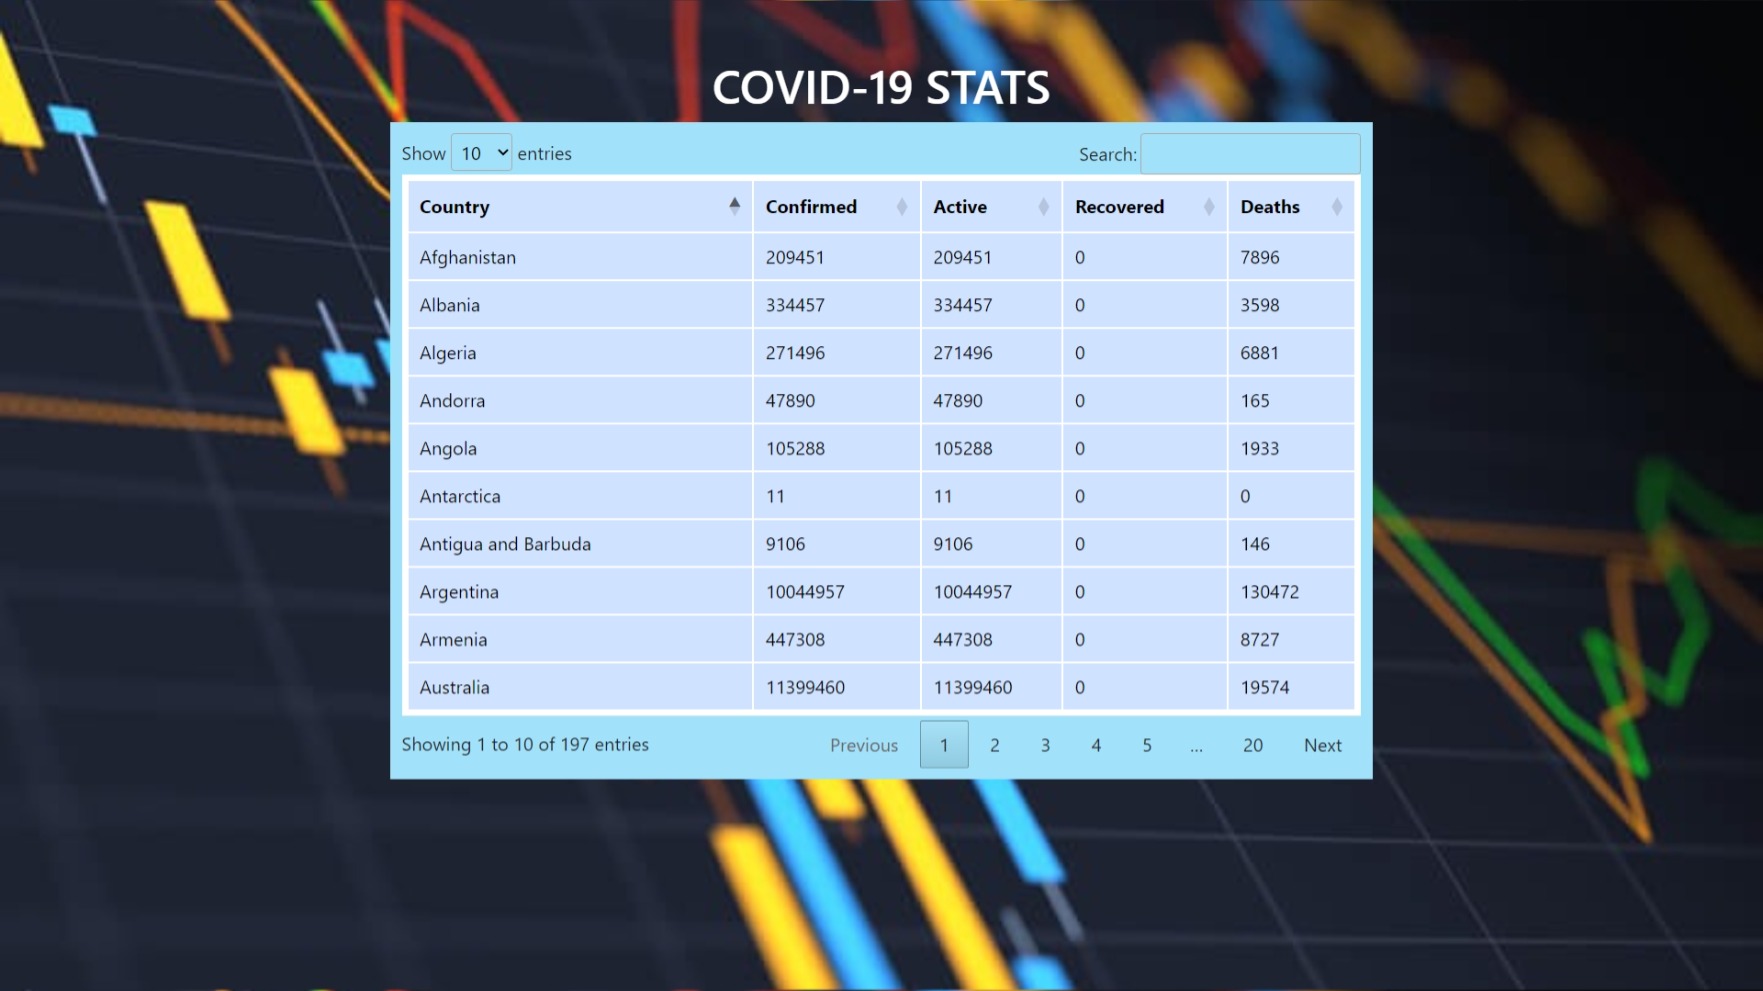 COVID-19 STATS
Show 10 entries Search:
Country Confirmed Active Recovered Deaths
Afghanistan 209451 209451 0 7896
Albania 334457 334457 0 3598
Algeria 271496 271496 0 6881
Andorra 47890 47890 0 165
Angola 105288 105288 0 1933
Antarctica 11 11 0 0
Antigua and Barbuda 9106 9106 0 146
Argentina 10044957 10044957 0 130472
Armenia 447308 447308 0 8727
Australia 11399460 11399460 0 19574
Showing 1 to 10 of 197 entries Previous 1 2 3 4 5 ... 20 Next